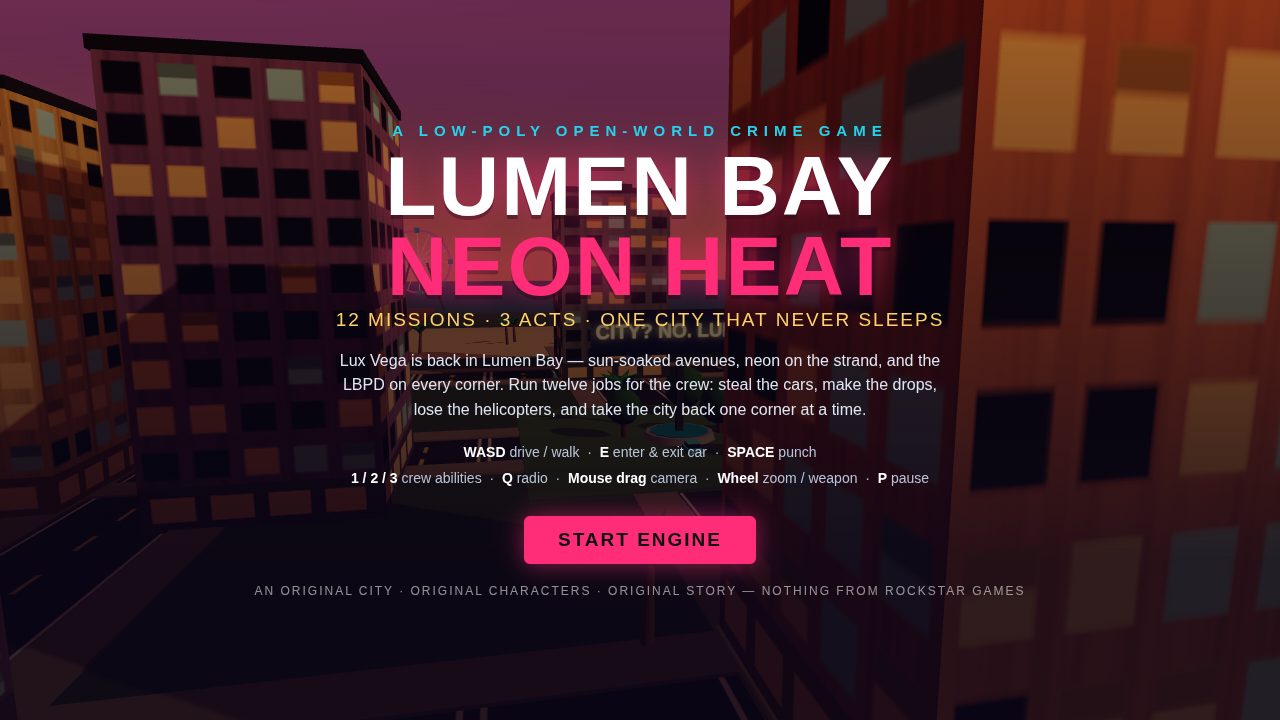 A LOW-POLY OPEN-WORLD CRIME GAME
LUMEN BAY
NEON HEAT
12 MISSIONS · 3 ACTS · ONE CITY THAT NEVER SLEEPS
CITY? NO. LU
Lux Vega is back in Lumen Bay — sun-soaked avenues, neon on the strand, and the
LBPD on every corner. Run twelve jobs for the crew: steal the cars, make the drops,
lose the helicopters, and take the city back one corner at a time.
WASD drive / walk · E enter & exit car · SPACE punch
1 / 2 / 3 crew abilities · Q radio · Mouse drag camera · Wheel zoom / weapon · P pause
START ENGINE
AN ORIGINAL CITY · ORIGINAL CHARACTERS · ORIGINAL STORY — NOTHING FROM ROCKSTAR GAMES